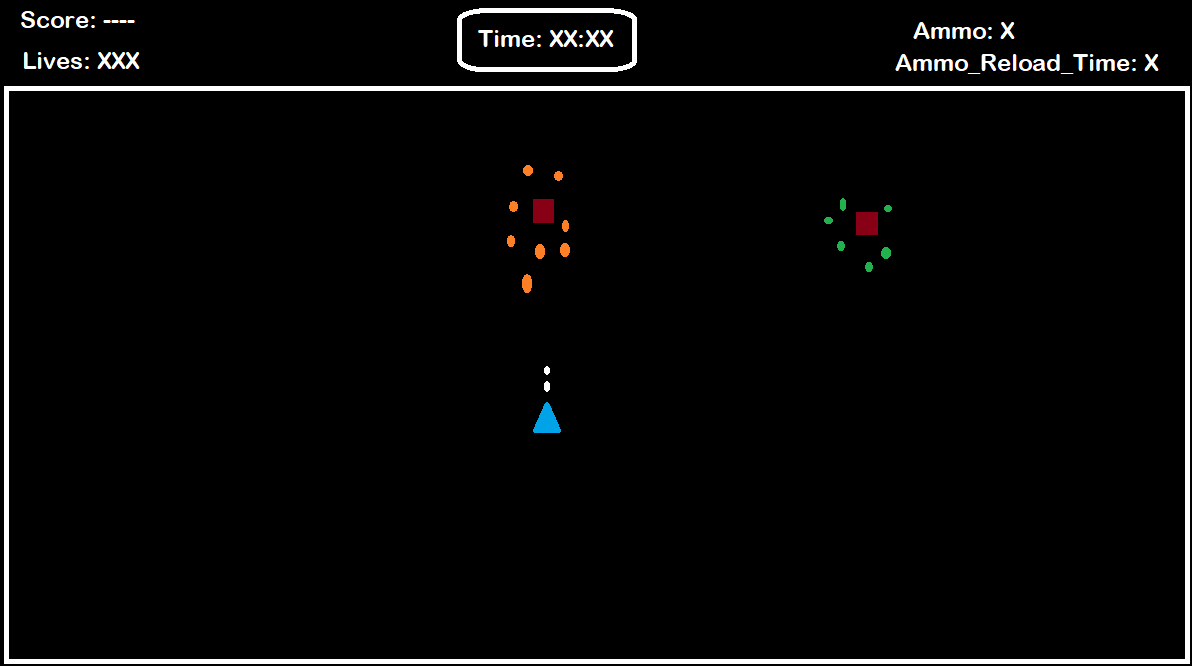 Score: ----
Lives: XXX
Time: XX:XX
Ammo: X
Ammo_Reload_Time: X